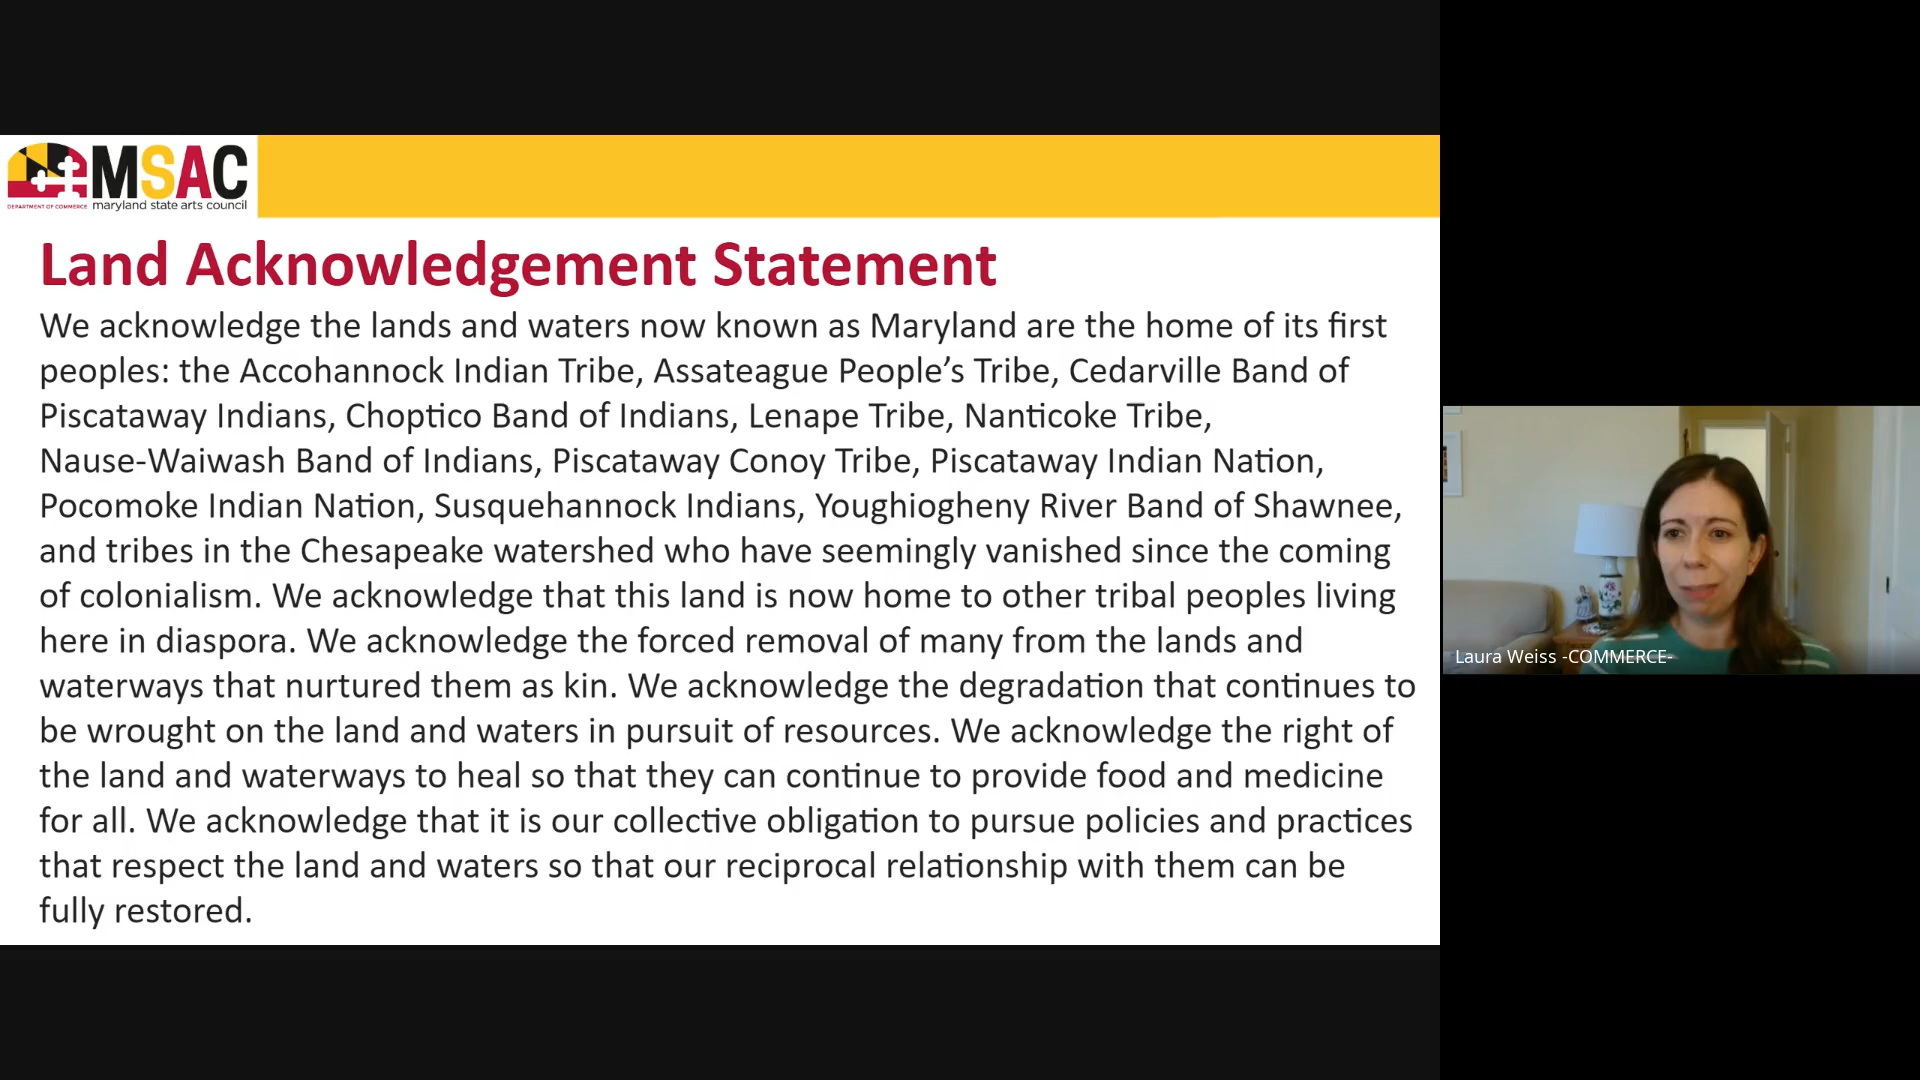 DEPARTMENT OF COMMERCE
MSAC
maryland state arts council
Land Acknowledgement Statement
We acknowledge the lands and waters now known as Maryland are the home of its first
peoples: the Accohannock Indian Tribe, Assateague People’s Tribe, Cedarville Band of
Piscataway Indians, Choptico Band of Indians, Lenape Tribe, Nanticoke Tribe,
Nause-Waiwash Band of Indians, Piscataway Conoy Tribe, Piscataway Indian Nation,
Pocomoke Indian Nation, Susquehannock Indians, Youghiogheny River Band of Shawnee,
and tribes in the Chesapeake watershed who have seemingly vanished since the coming
of colonialism. We acknowledge that this land is now home to other tribal peoples living
here in diaspora. We acknowledge the forced removal of many from the lands and
waterways that nurtured them as kin. We acknowledge the degradation that continues to
be wrought on the land and waters in pursuit of resources. We acknowledge the right of
the land and waterways to heal so that they can continue to provide food and medicine
for all. We acknowledge that it is our collective obligation to pursue policies and practices
that respect the land and waters so that our reciprocal relationship with them can be
fully restored.
Laura Weiss -COMMERCE-